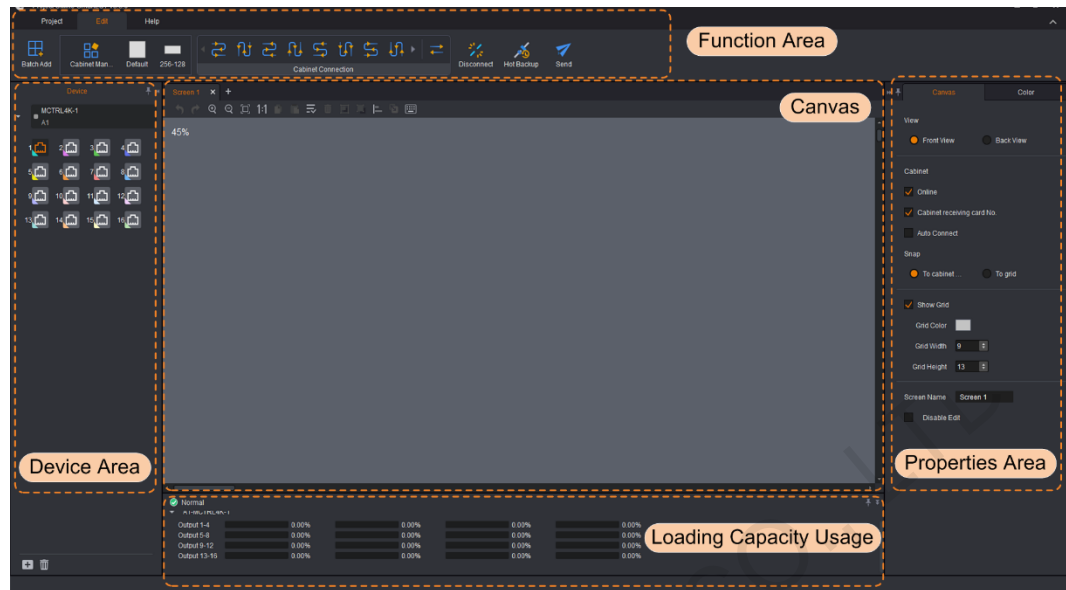 Project Edit Help
Function Area
Batch Add Cabinet Man... Default 256-128 Cabinet Connection Disconnect Hot Backup Send
Device
MCTRL4K-1
A1
1 2 3 4
5 6 7 8
9 10 11 12
13 14 15 16
Device Area
Screen 1 × +
1:1
Canvas
45%
Canvas Color
View
Front View Back View
Cabinet
Online
Cabinet receiving card No.
Auto Connect
Snap
To cabinet ... To grid
Show Grid
Grid Color
Grid Width 9
Grid Height 13
Screen Name Screen 1
Disable Edit
Properties Area
Normal
A1-MCTRL4K-1
Output 1-4 0.00% 0.00% 0.00% 0.00%
Output 5-8 0.00% 0.00% 0.00% 0.00%
Output 9-12 0.00% 0.00% 0.00% 0.00%
Output 13-16 0.00% 0.00% 0.00% 0.00%
Loading Capacity Usage